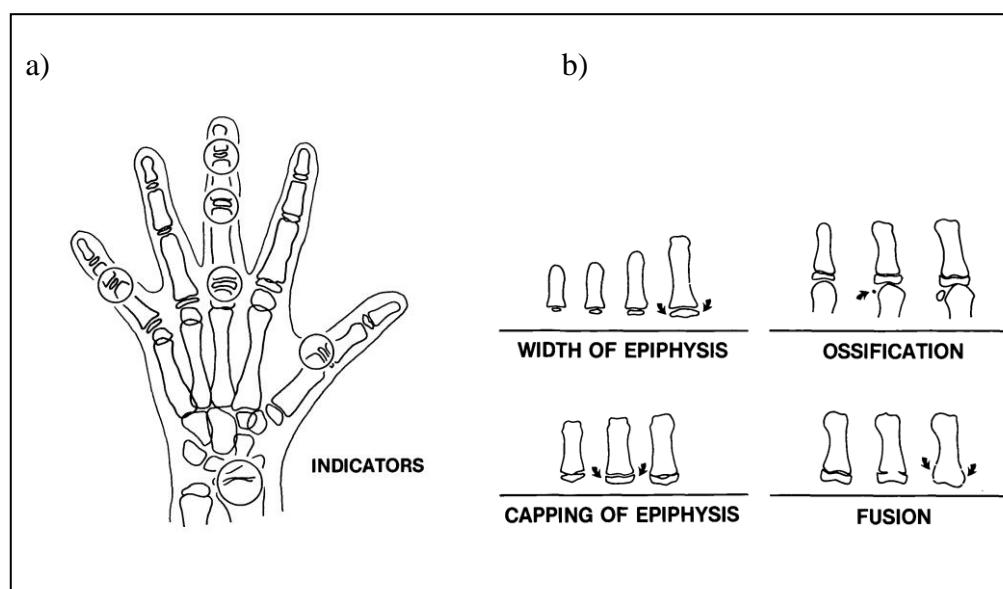 a)
b)
INDICATORS
WIDTH OF EPIPHYSIS
OSSIFICATION
CAPPING OF EPIPHYSIS
FUSION